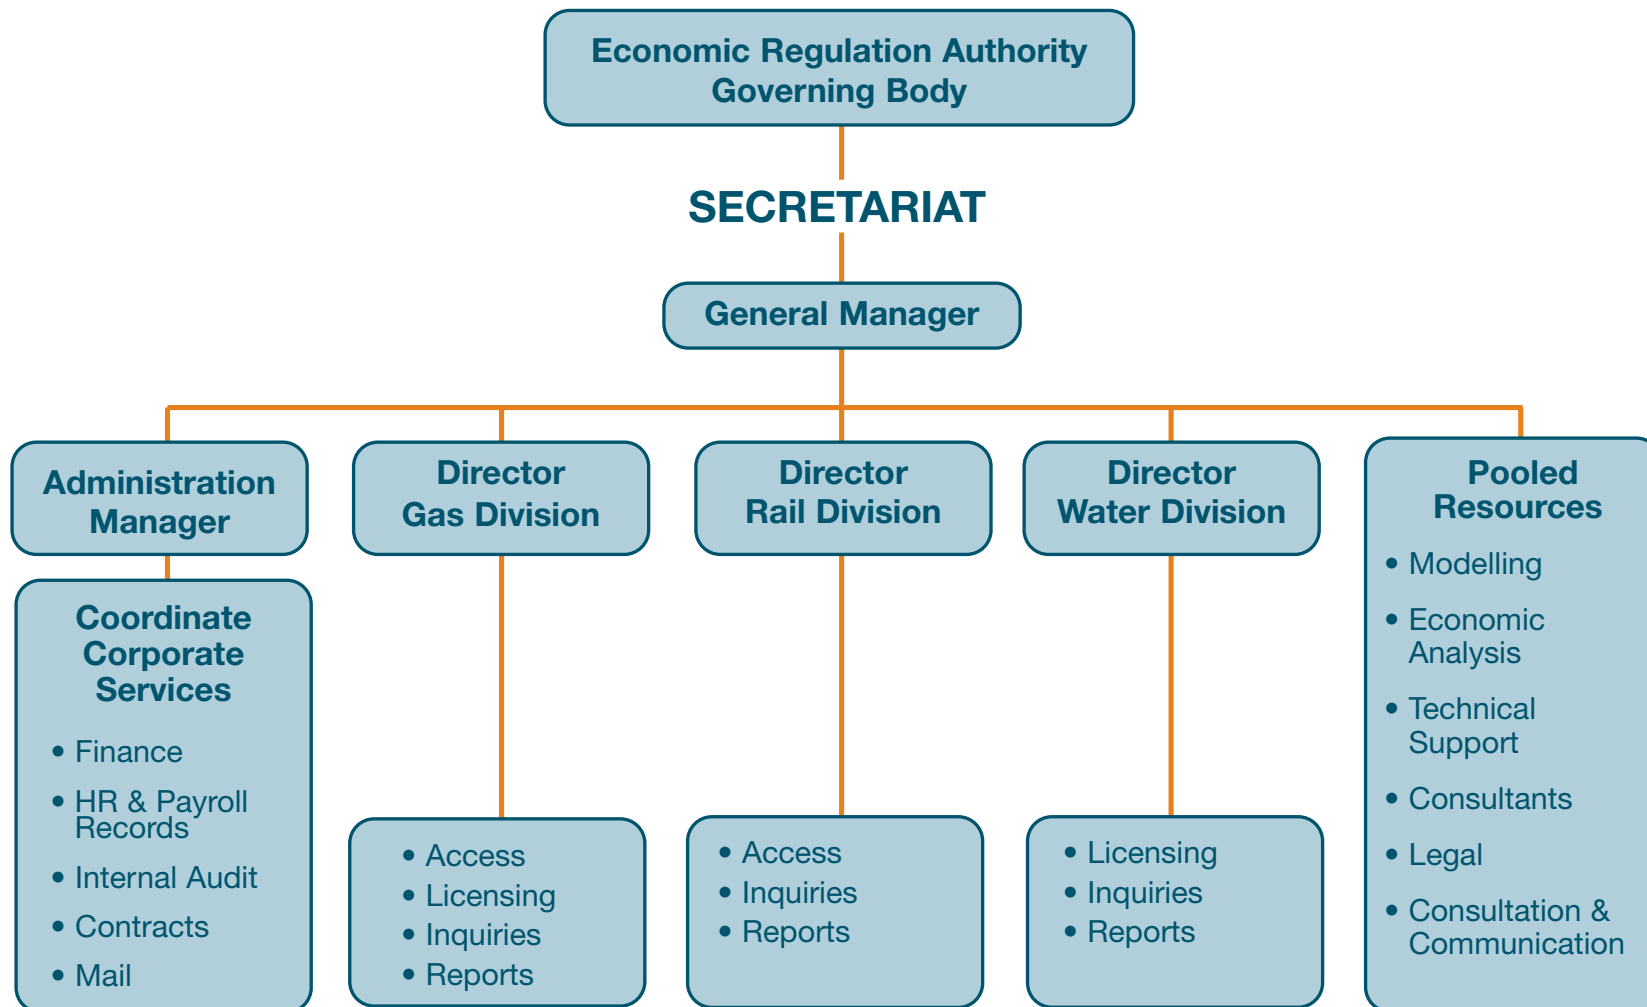 Economic Regulation Authority
Governing Body
SECRETARIAT
General Manager
Administration
Manager
Coordinate
Corporate
Services
• Finance
• HR & Payroll
Records
• Internal Audit
• Contracts
• Mail
Director
Gas Division
• Access
• Licensing
• Inquiries
• Reports
Director
Rail Division
• Access
• Inquiries
• Reports
Director
Water Division
• Licensing
• Inquiries
• Reports
Pooled
Resources
• Modelling
• Economic
Analysis
• Technical
Support
• Consultants
• Legal
• Consultation &
Communication